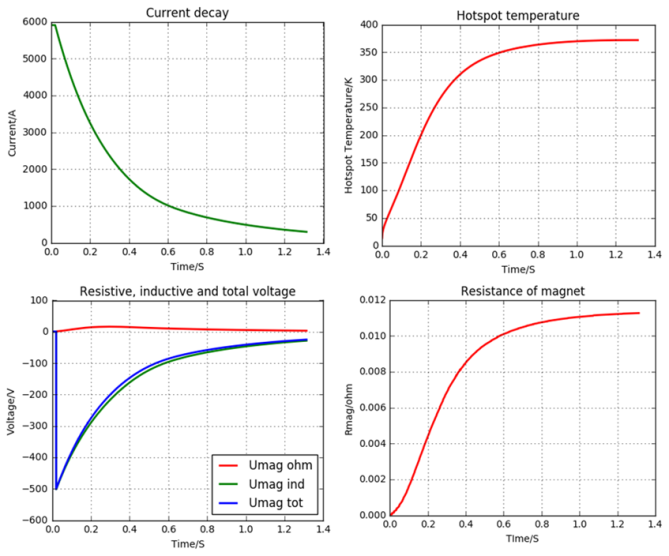 Current decay
6000
5000
4000
3000
2000
1000
0
Current/A
0.0 0.2 0.4 0.6 0.8 1.0 1.2 1.4
Time/S
Hotspot temperature
400
350
300
250
200
150
100
50
0
Hotspot Temperature/K
0.0 0.2 0.4 0.6 0.8 1.0 1.2 1.4
Time/S
Resistive, inductive and total voltage
100
0
−100
−200
−300
−400
−500
−600
Voltage/V
Umag ohm
Umag ind
Umag tot
0.0 0.2 0.4 0.6 0.8 1.0 1.2 1.4
Time/S
Resistance of magnet
0.012
0.010
0.008
0.006
0.004
0.002
0.000
Rmag/ohm
0.0 0.2 0.4 0.6 0.8 1.0 1.2 1.4
TIme/S